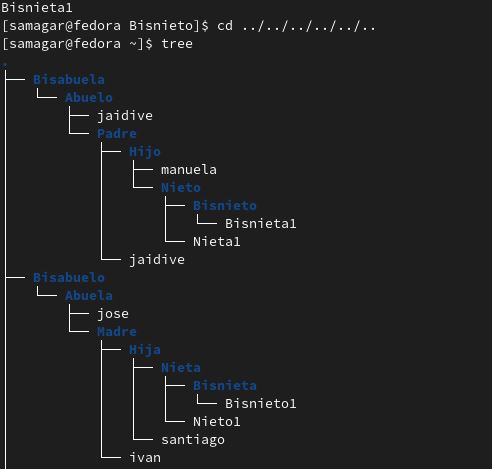 Bisnieta1
[samagar@fedora Bisnieto]$ cd ../../../../../..
[samagar@fedora ~]$ tree
.
├── Bisabuela
│   └── Abuelo
│       ├── jaidive
│       └── Padre
│           ├── Hijo
│           │   ├── manuela
│           │   └── Nieto
│           │       ├── Bisnieto
│           │       │   └── Bisnieta1
│           │       └── Nieta1
│           └── jaidive
├── Bisabuelo
│   └── Abuela
│       ├── jose
│       └── Madre
│           ├── Hija
│           │   ├── Nieta
│           │   │   ├── Bisnieta
│           │   │   │   └── Bisnieto1
│           │   │   └── Nieto1
│           │   └── santiago
│           └── ivan